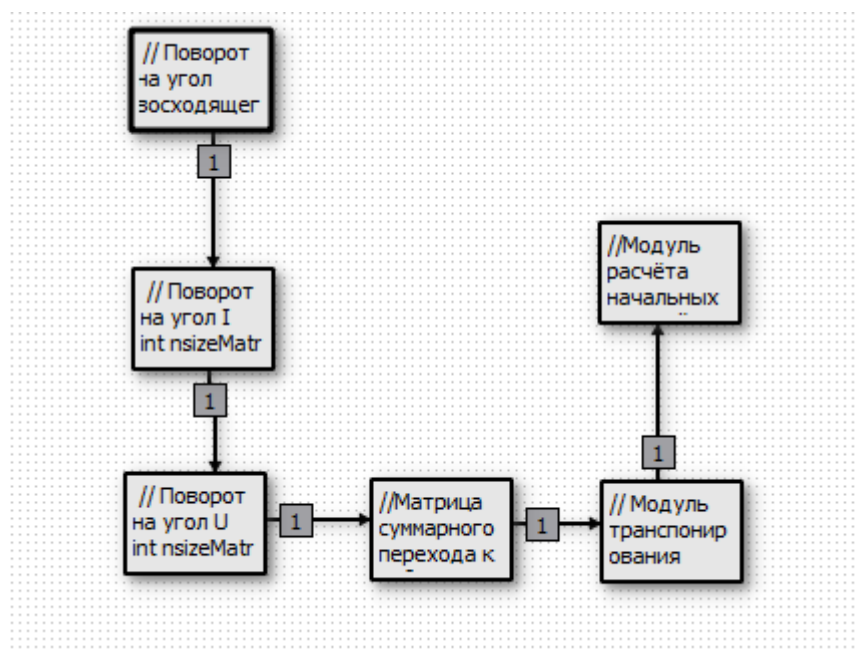 // Поворот
на угол
восходящег
1
// Поворот
на угол I
int nsizeMatr
1
// Поворот
на угол U
int nsizeMatr
1
//Матрица
суммарного
перехода к
1
// Модуль
транспонир
ования
1
//Модуль
расчёта
начальных